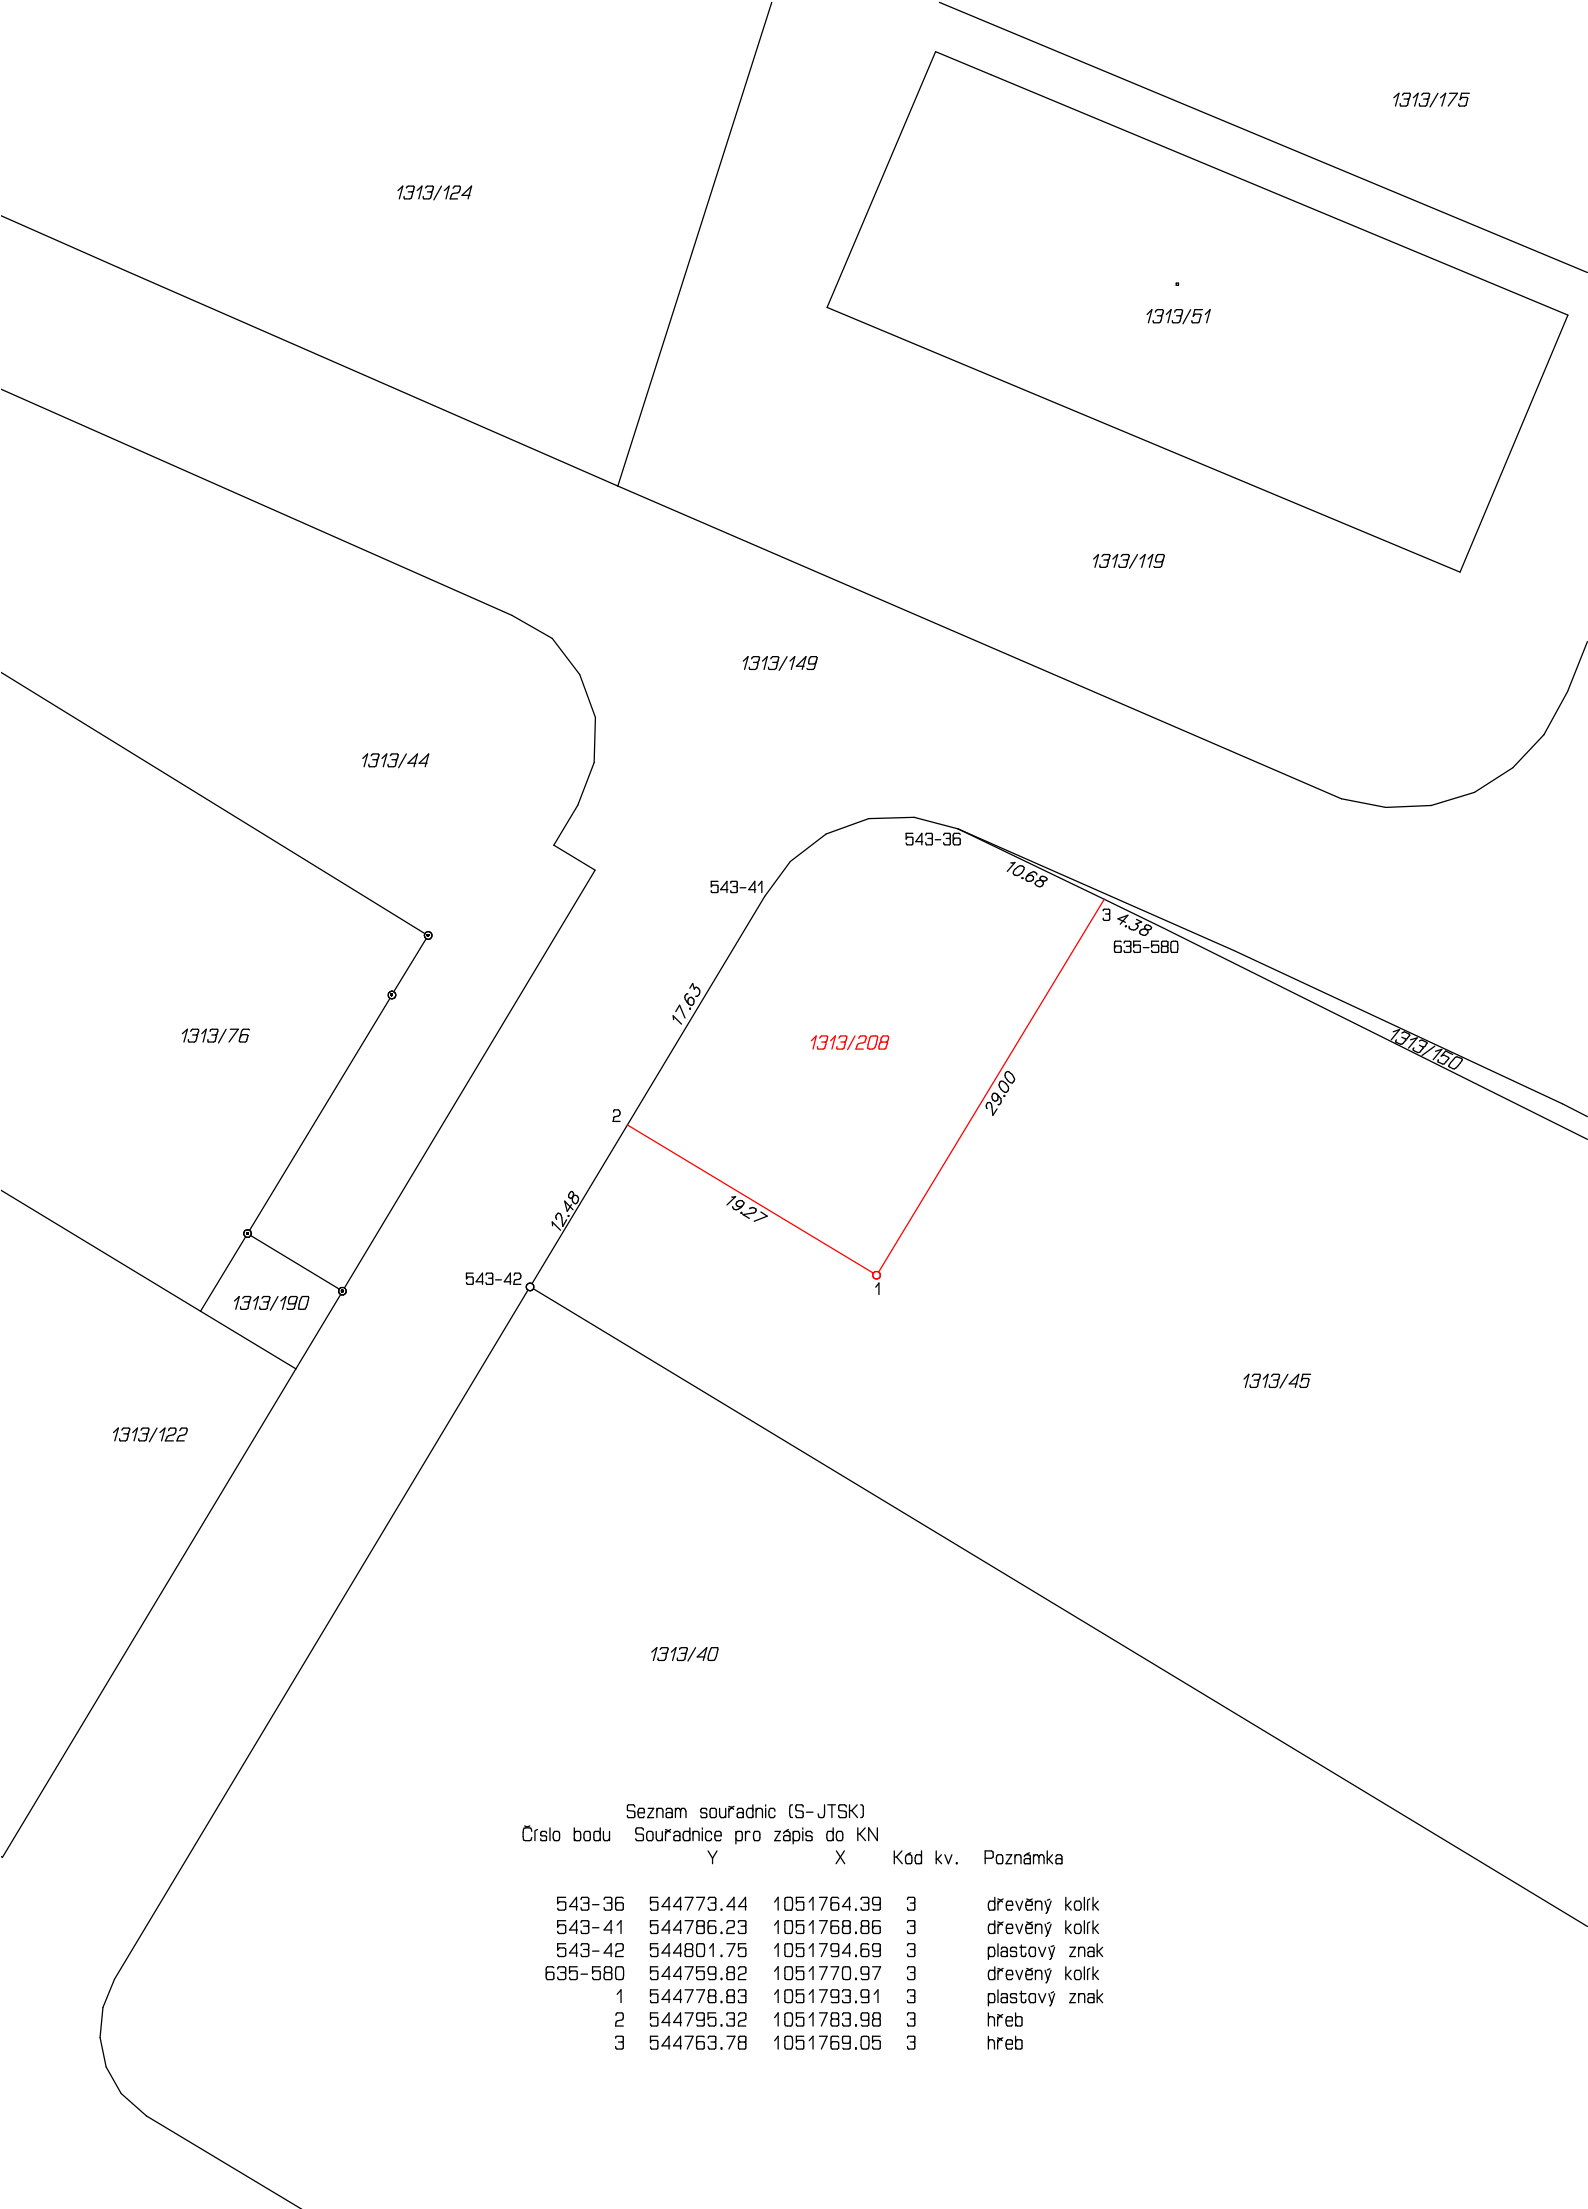 1313/175
1313/124
1313/51
1313/119
1313/149
1313/44
543-36
10.68
543-41
3 4.38
635-580
17.63
1313/76
1313/208
1313/150
29.00
2
12.48
19.27
543-42
1
1313/190
1313/45
1313/122
1313/40
Seznam souřadnic (S-JTSK)
Číslo bodu Souřadnice pro zápis do KN
Y X Kód kv. Poznámka
543-36 544773.44 1051764.39 3 dřevěný kolík
543-41 544786.23 1051768.86 3 dřevěný kolík
543-42 544801.75 1051794.69 3 plastový znak
635-580 544759.82 1051770.97 3 dřevěný kolík
1 544778.83 1051793.91 3 plastový znak
2 544795.32 1051783.98 3 hřeb
3 544763.78 1051769.05 3 hřeb